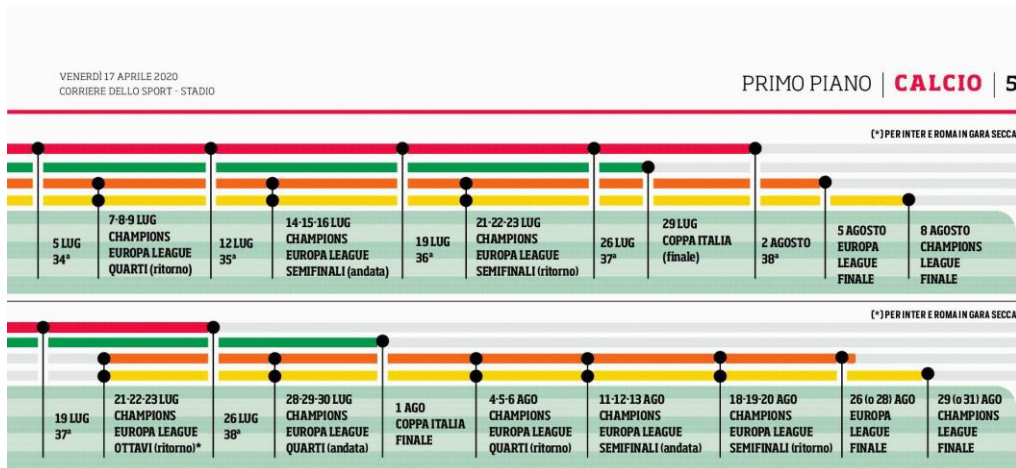 VENERDÌ 17 APRILE 2020
CORRIERE DELLO SPORT - STADIO
PRIMO PIANO | CALCIO | 5
(*) PER INTER E ROMA IN GARA SECCA
5 LUG
34ª
7-8-9 LUG
CHAMPIONS
EUROPA LEAGUE
QUARTI (ritorno)
12 LUG
35ª
14-15-16 LUG
CHAMPIONS
EUROPA LEAGUE
SEMIFINALI (andata)
19 LUG
36ª
21-22-23 LUG
CHAMPIONS
EUROPA LEAGUE
SEMIFINALI (ritorno)
26 LUG
37ª
29 LUG
COPPA ITALIA
(finale)
2 AGOSTO
38ª
5 AGOSTO
EUROPA
LEAGUE
FINALE
8 AGOSTO
CHAMPIONS
LEAGUE
FINALE
(*) PER INTER E ROMA IN GARA SECCA
19 LUG
37ª
21-22-23 LUG
CHAMPIONS
EUROPA LEAGUE
OTTAVI (ritorno)*
26 LUG
38ª
28-29-30 LUG
CHAMPIONS
EUROPA LEAGUE
QUARTI (andata)
1 AGO
COPPA ITALIA
FINALE
4-5-6 AGO
CHAMPIONS
EUROPA LEAGUE
QUARTI (ritorno)
11-12-13 AGO
CHAMPIONS
EUROPA LEAGUE
SEMIFINALI (andata)
18-19-20 AGO
CHAMPIONS
EUROPA LEAGUE
SEMIFINALI (ritorno)
26 (o 28) AGO
EUROPA
LEAGUE
FINALE
29 (o 31) AGO
CHAMPIONS
LEAGUE
FINALE